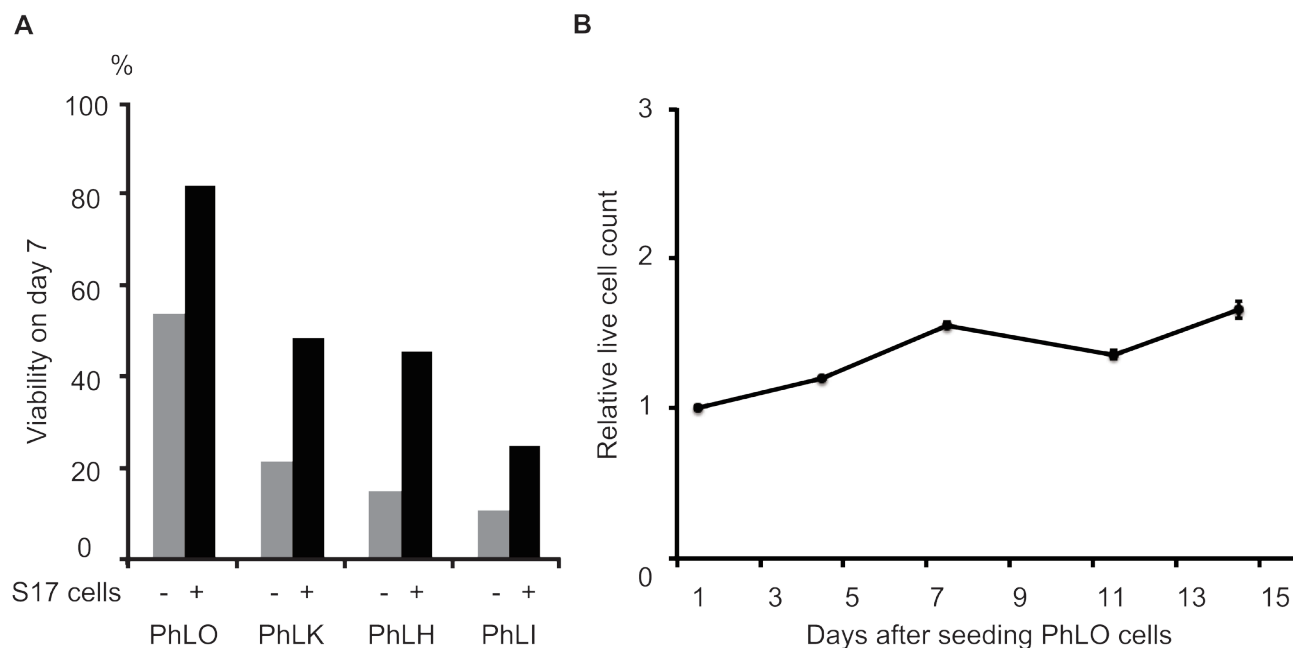 A
%
Viability on day 7
100
80
60
40
20
0
S17 cells - + - + - + - +
PhLO PhLK PhLH PhLI
B
Relative live cell count
3
2
1
0
1 3 5 7 9 11 13 15
Days after seeding PhLO cells